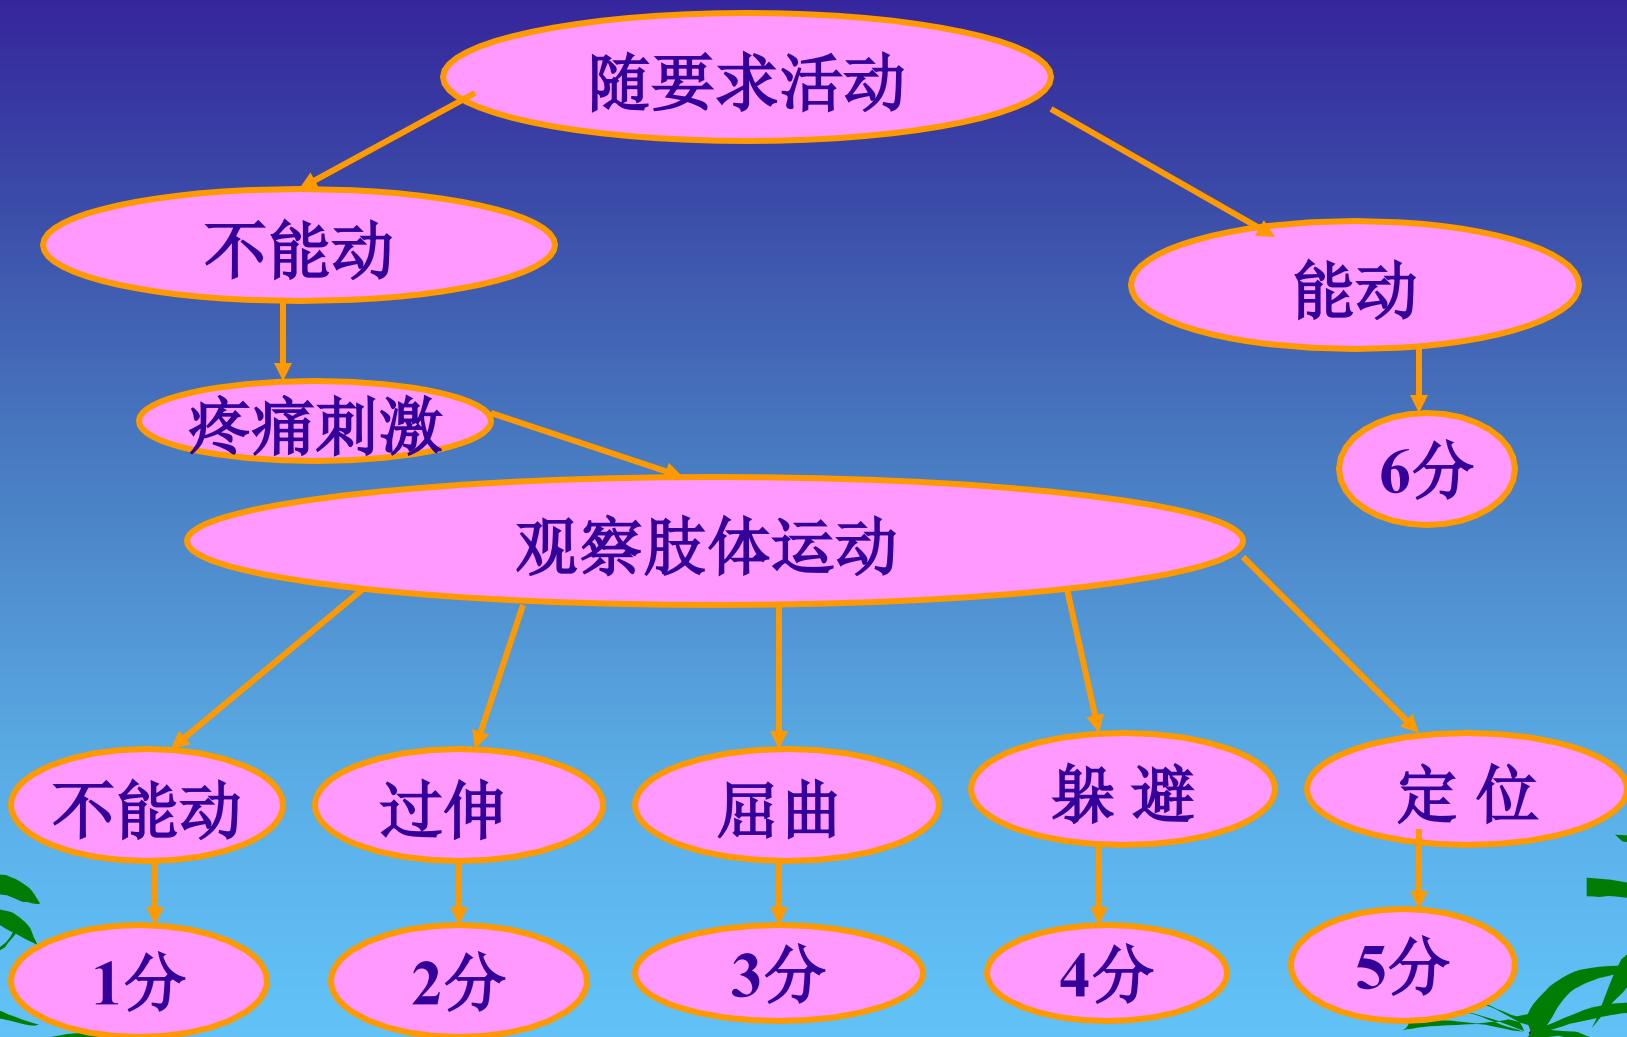 随要求活动
不能动
能动
疼痛刺激
6分
观察肢体运动
不能动
过伸
屈曲
躲 避
定 位
1分
2分
3分
4分
5分